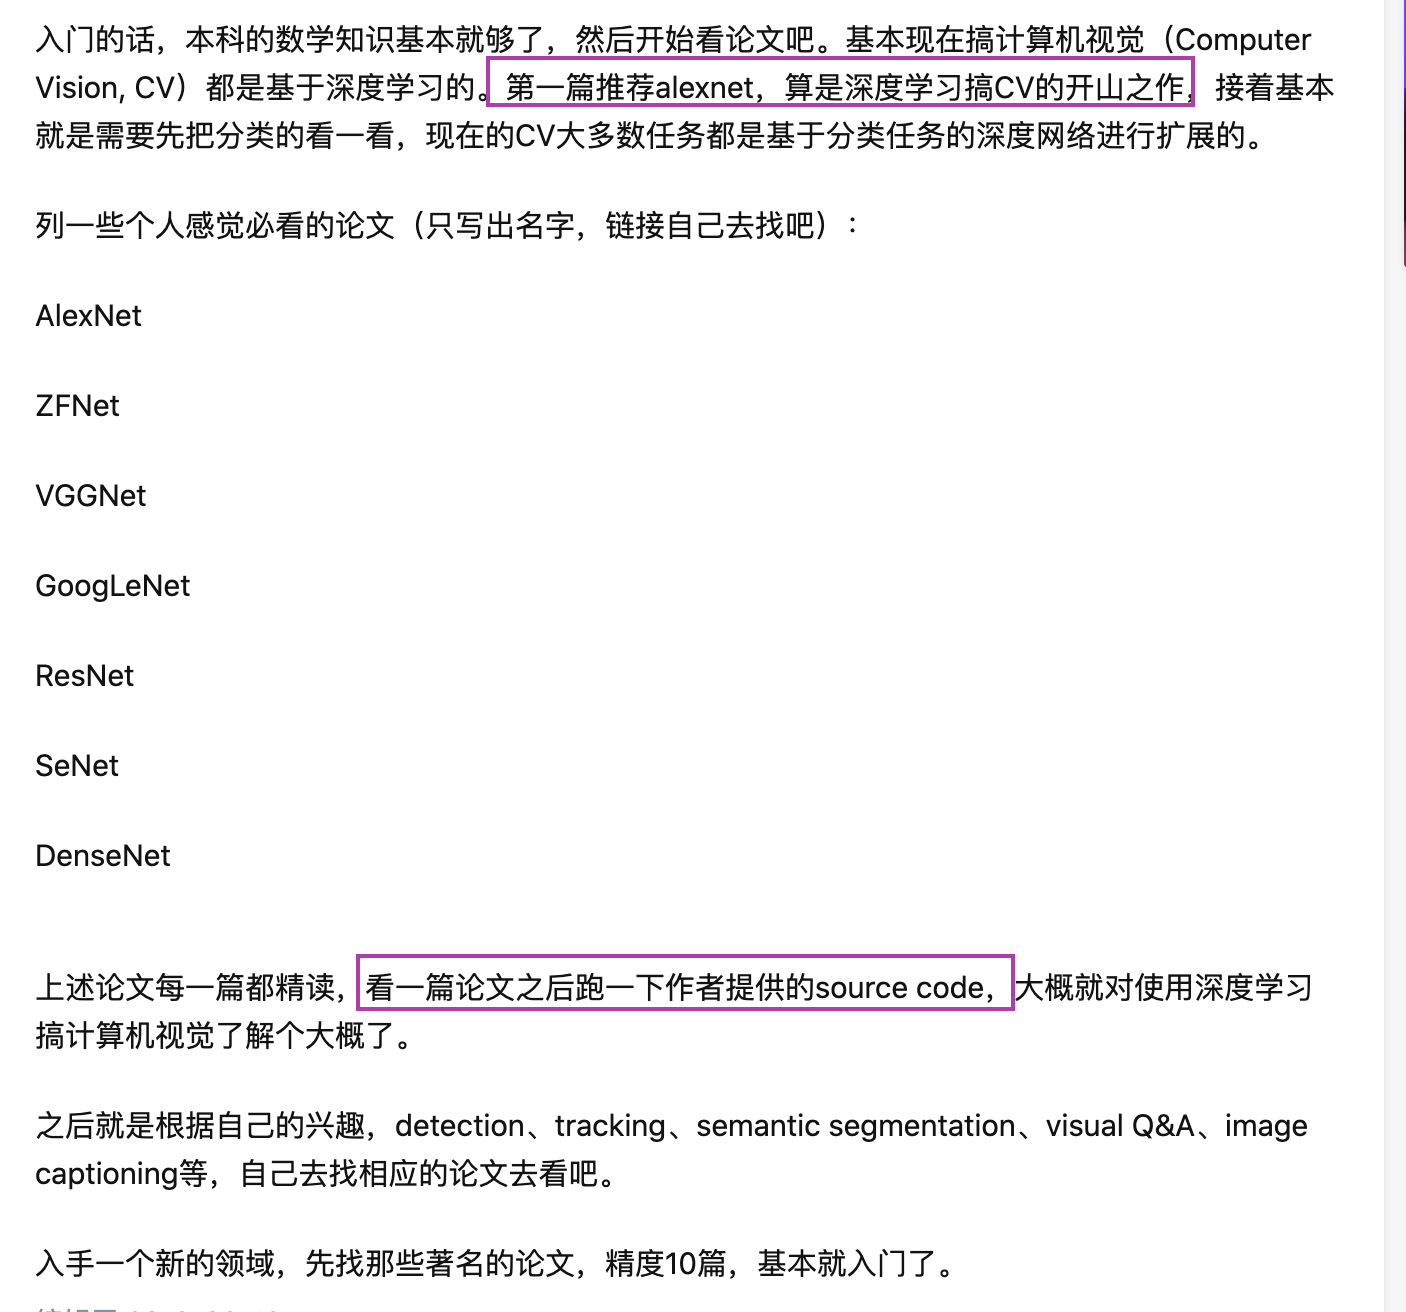 入门的话，本科的数学知识基本就够了，然后开始看论文吧。基本现在搞计算机视觉（Computer
Vision, CV）都是基于深度学习的。第一篇推荐alexnet，算是深度学习搞CV的开山之作，接着基本
就是需要先把分类的看一看，现在的CV大多数任务都是基于分类任务的深度网络进行扩展的。
列一些个人感觉必看的论文（只写出名字，链接自己去找吧）：
AlexNet
ZFNet
VGGNet
GoogLeNet
ResNet
SeNet
DenseNet
上述论文每一篇都精读，看一篇论文之后跑一下作者提供的source code，大概就对使用深度学习
搞计算机视觉了解个大概了。
之后就是根据自己的兴趣，detection、tracking、semantic segmentation、visual Q&A、image
captioning等，自己去找相应的论文去看吧。
入手一个新的领域，先找那些著名的论文，精度10篇，基本就入门了。